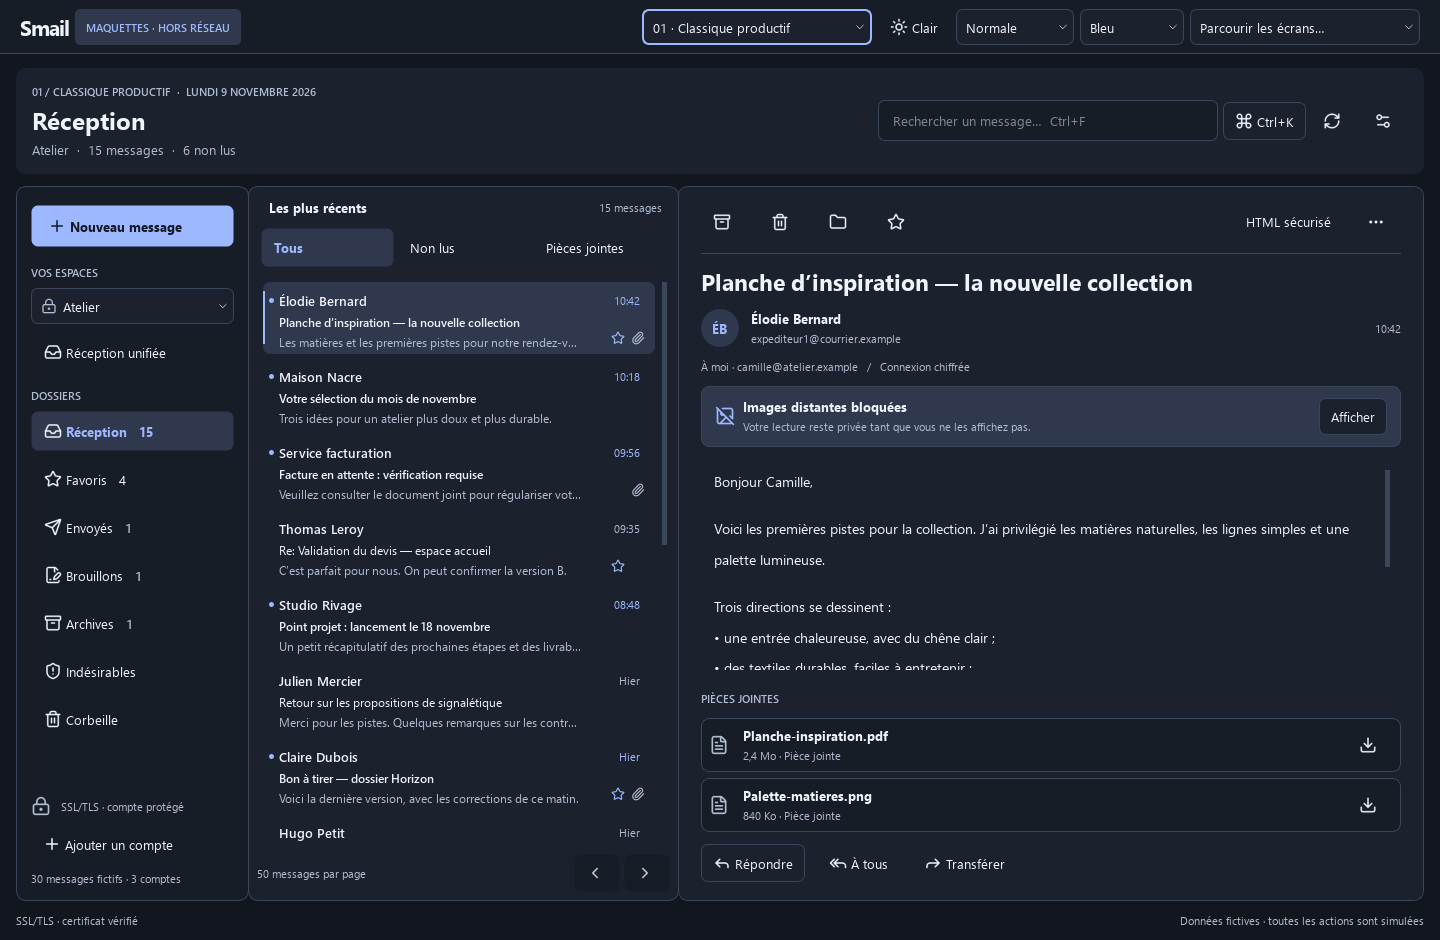 Smail
MAQUETTES · HORS RÉSEAU
01 · Classique productif
Clair
Normale
Bleu
Parcourir les écrans…
01 / CLASSIQUE PRODUCTIF · LUNDI 9 NOVEMBRE 2026
Réception
Atelier · 15 messages · 6 non lus
Rechercher un message… Ctrl+F
Ctrl+K
Nouveau message
VOS ESPACES
Atelier
Réception unifiée
DOSSIERS
Réception 15
Favoris 4
Envoyés 1
Brouillons 1
Archives 1
Indésirables
Corbeille
SSL/TLS · compte protégé
Ajouter un compte
30 messages fictifs · 3 comptes
Les plus récents
15 messages
Tous
Non lus
Pièces jointes
Élodie Bernard
10:42
Planche d’inspiration — la nouvelle collection
Les matières et les premières pistes pour notre rendez-v…
Maison Nacre
10:18
Votre sélection du mois de novembre
Trois idées pour un atelier plus doux et plus durable.
Service facturation
09:56
Facture en attente : vérification requise
Veuillez consulter le document joint pour régulariser vot…
Thomas Leroy
09:35
Re: Validation du devis — espace accueil
C’est parfait pour nous. On peut confirmer la version B.
Studio Rivage
08:48
Point projet : lancement le 18 novembre
Un petit récapitulatif des prochaines étapes et des livrab…
Julien Mercier
Hier
Retour sur les propositions de signalétique
Merci pour les pistes. Quelques remarques sur les contr…
Claire Dubois
Hier
Bon à tirer — dossier Horizon
Voici la dernière version, avec les corrections de ce matin.
Hugo Petit
Hier
50 messages par page
HTML sécurisé
Planche d’inspiration — la nouvelle collection
ÉB
Élodie Bernard
expediteur1@courrier.example
10:42
À moi · camille@atelier.example / Connexion chiffrée
Images distantes bloquées
Votre lecture reste privée tant que vous ne les affichez pas.
Afficher
Bonjour Camille,
Voici les premières pistes pour la collection. J’ai privilégié les matières naturelles, les lignes simples et une
palette lumineuse.
Trois directions se dessinent :
• une entrée chaleureuse, avec du chêne clair ;
• des textiles durables, faciles à entretenir ;
PIÈCES JOINTES
Planche-inspiration.pdf
2,4 Mo · Pièce jointe
Palette-matieres.png
840 Ko · Pièce jointe
Répondre
À tous
Transférer
SSL/TLS · certificat vérifié
Données fictives · toutes les actions sont simulées